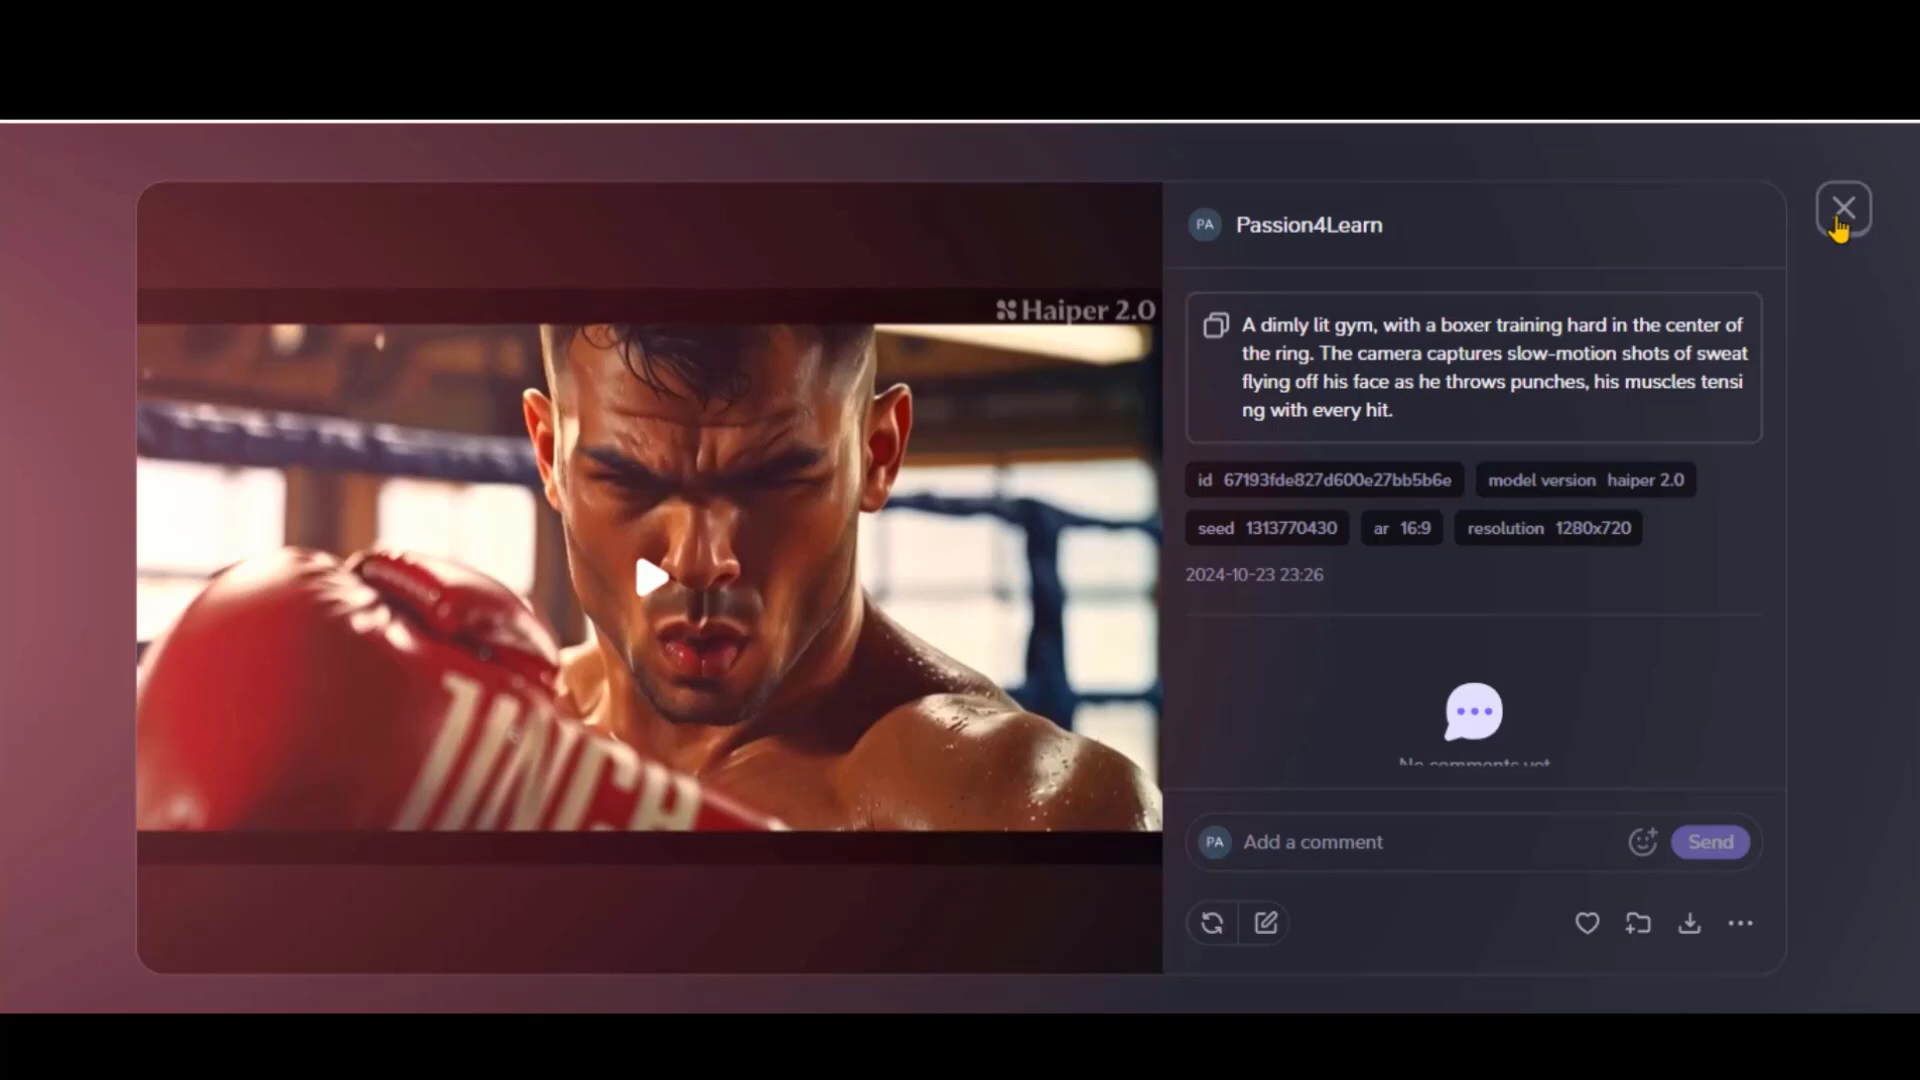 PA Passion4Learn
Haiper 2.0
A dimly lit gym, with a boxer training hard in the center of
the ring. The camera captures slow-motion shots of sweat
flying off his face as he throws punches, his muscles tensi
ng with every hit.
id 67193fde827d600e27bb5b6e model version haiper 2.0
seed 1313770430 ar 16:9 resolution 1280x720
2024-10-23 23:26
No comments yet
PA Add a comment Send